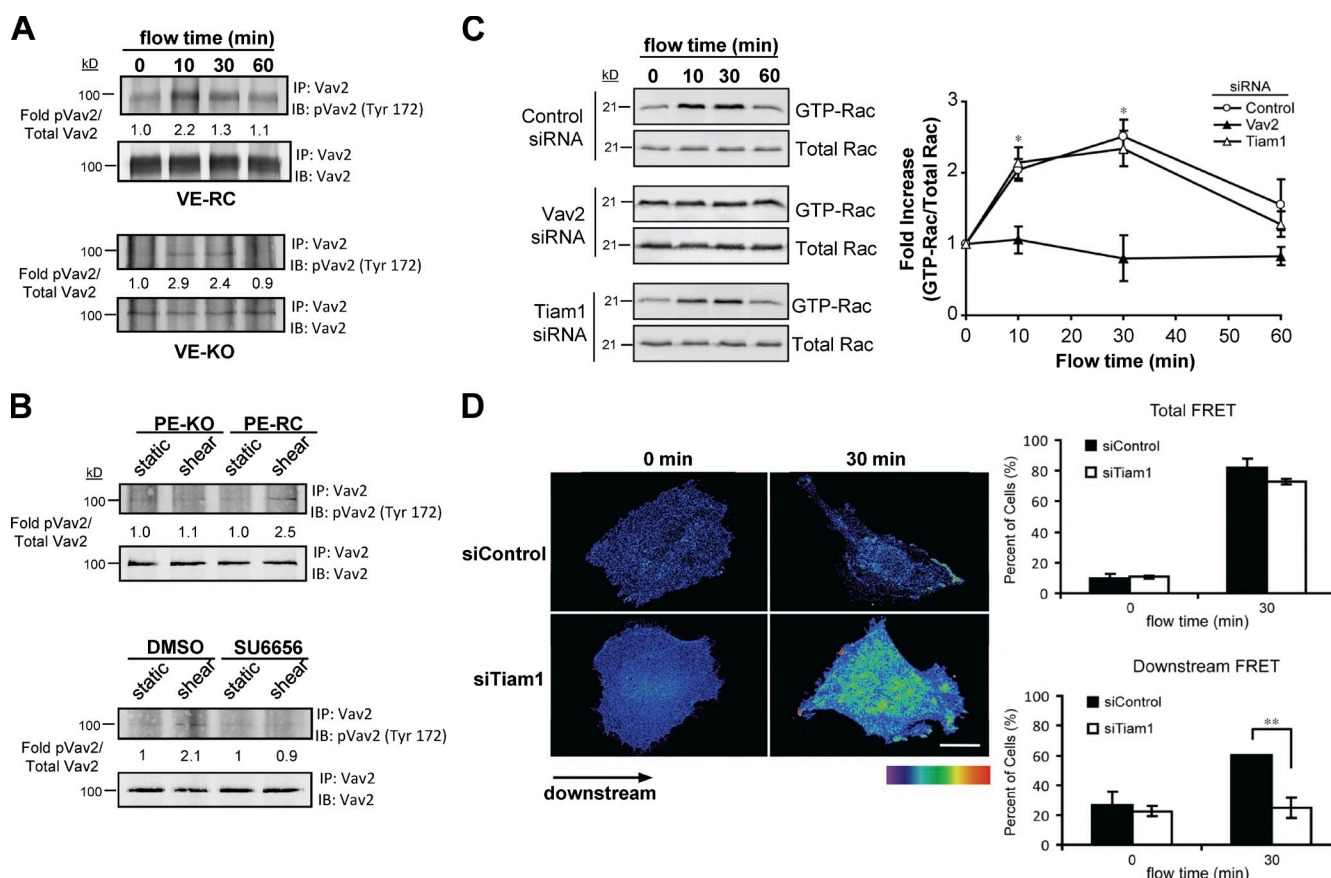 A
flow time (min)
kD
0 10 30 60
100
IP: Vav2
IB: pVav2 (Tyr 172)
Fold pVav2/
Total Vav2
1.0 2.2 1.3 1.1
100
IP: Vav2
IB: Vav2
VE-RC
100
IP: Vav2
IB: pVav2 (Tyr 172)
Fold pVav2/
Total Vav2
1.0 2.9 2.4 0.9
100
IP: Vav2
IB: Vav2
VE-KO
B
PE-KO PE-RC
static shear static shear
kD
100
IP: Vav2
IB: pVav2 (Tyr 172)
Fold pVav2/
Total Vav2
1.0 1.1 1.0 2.5
100
IP: Vav2
IB: Vav2
DMSO SU6656
static shear static shear
100
IP: Vav2
IB: pVav2 (Tyr 172)
Fold pVav2/
Total Vav2
1 2.1 1 0.9
100
IP: Vav2
IB: Vav2
C
flow time (min)
kD
0 10 30 60
Control
siRNA
21
GTP-Rac
21
Total Rac
Vav2
siRNA
21
GTP-Rac
21
Total Rac
Tiam1
siRNA
21
GTP-Rac
21
Total Rac
siRNA
Control
Vav2
Tiam1
* *
Fold Increase
(GTP-Rac/Total Rac)
3
2
1
0
0 10 20 30 40 50 60
Flow time (min)
D
0 min 30 min
siControl
siTiam1
downstream
Total FRET
siControl
siTiam1
Percent of Cells (%)
100
80
60
40
20
0
0 30
flow time (min)
Downstream FRET
siControl
siTiam1
**
Percent of Cells (%)
100
80
60
40
20
0
0 30
flow time (min)